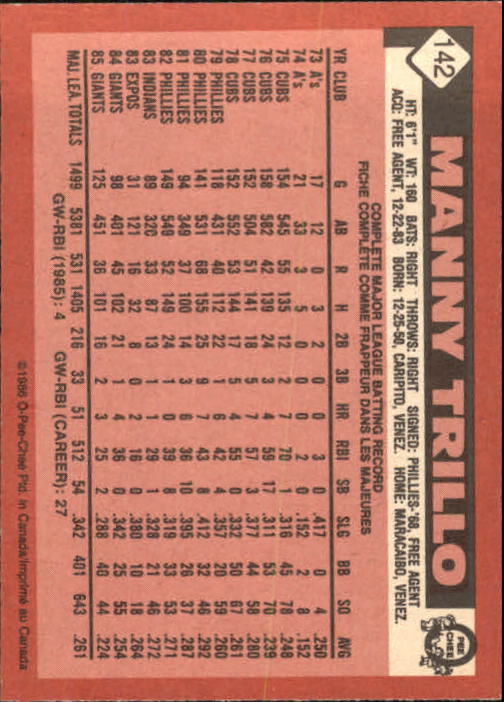 142
MANNY TRILLO
O PEE CHEE
HT: 6'1" WT: 160 BATS: RIGHT THROWS: RIGHT SIGNED: PHILLIES-'68, FREE AGENT
ACQ: FREE AGENT, 12-22-83 BORN: 12-25-50, CARIPITO, VENEZ. HOME: MARACAIBO, VENEZ.
COMPLETE MAJOR LEAGUE BATTING RECORD
FICHE COMPLÈTE COMME FRAPPEUR DANS LES MAJEURES
YR CLUB G AB R H 2B 3B HR RBI SB SLG BB SO AVG
73 A's 17 12 0 3 2 0 0 3 0 .417 0 4 .250
74 A's 21 33 3 5 0 0 0 2 0 .152 2 8 .152
75 CUBS 154 545 55 135 12 2 7 70 1 .316 45 78 .248
76 CUBS 158 582 42 139 24 3 4 59 17 .311 53 70 .239
77 CUBS 152 504 51 141 18 5 7 57 3 .377 44 58 .280
78 CUBS 152 552 53 144 17 5 4 55 0 .332 50 67 .261
79 PHILLIES 118 431 40 112 22 1 6 42 4 .357 20 59 .260
80 PHILLIES 141 531 68 155 25 9 7 43 8 .412 32 46 .292
81 PHILLIES 94 349 37 100 14 3 6 36 10 .395 26 37 .287
82 PHILLIES 149 549 52 149 24 1 0 39 8 .319 33 53 .271
83 INDIANS 89 320 33 87 13 1 1 29 1 .328 21 46 .272
83 EXPOS 31 121 16 32 8 0 2 16 0 .380 10 18 .264
84 GIANTS 98 401 45 102 21 1 4 36 0 .342 25 55 .254
85 GIANTS 125 451 36 101 16 2 3 25 2 .288 40 44 .224
MAJ. LEA. TOTALS 1499 5381 531 1405 216 33 51 512 54 .342 401 643 .261
GW-RBI (1985): 4 GW-RBI (CAREER): 27
©1986 O-Pee-Chee Ptd. in Canada/Imprimé au Canada